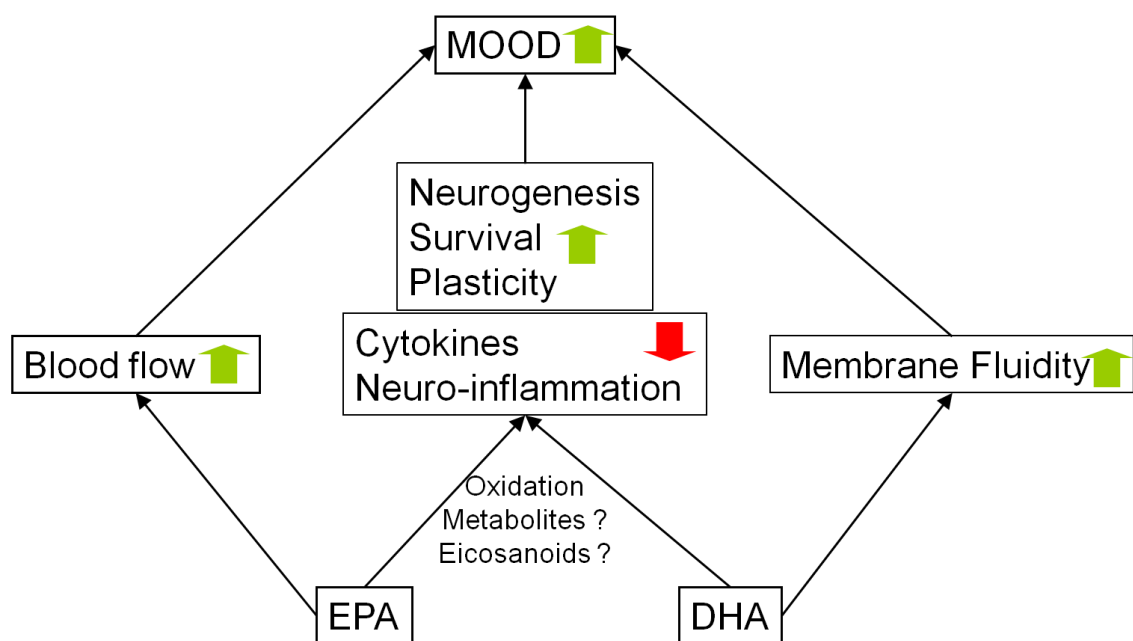 MOOD
Neurogenesis
Survival
Plasticity
Blood flow
Cytokines
Neuro-inflammation
Membrane Fluidity
Oxidation
Metabolites ?
Eicosanoids ?
EPA
DHA